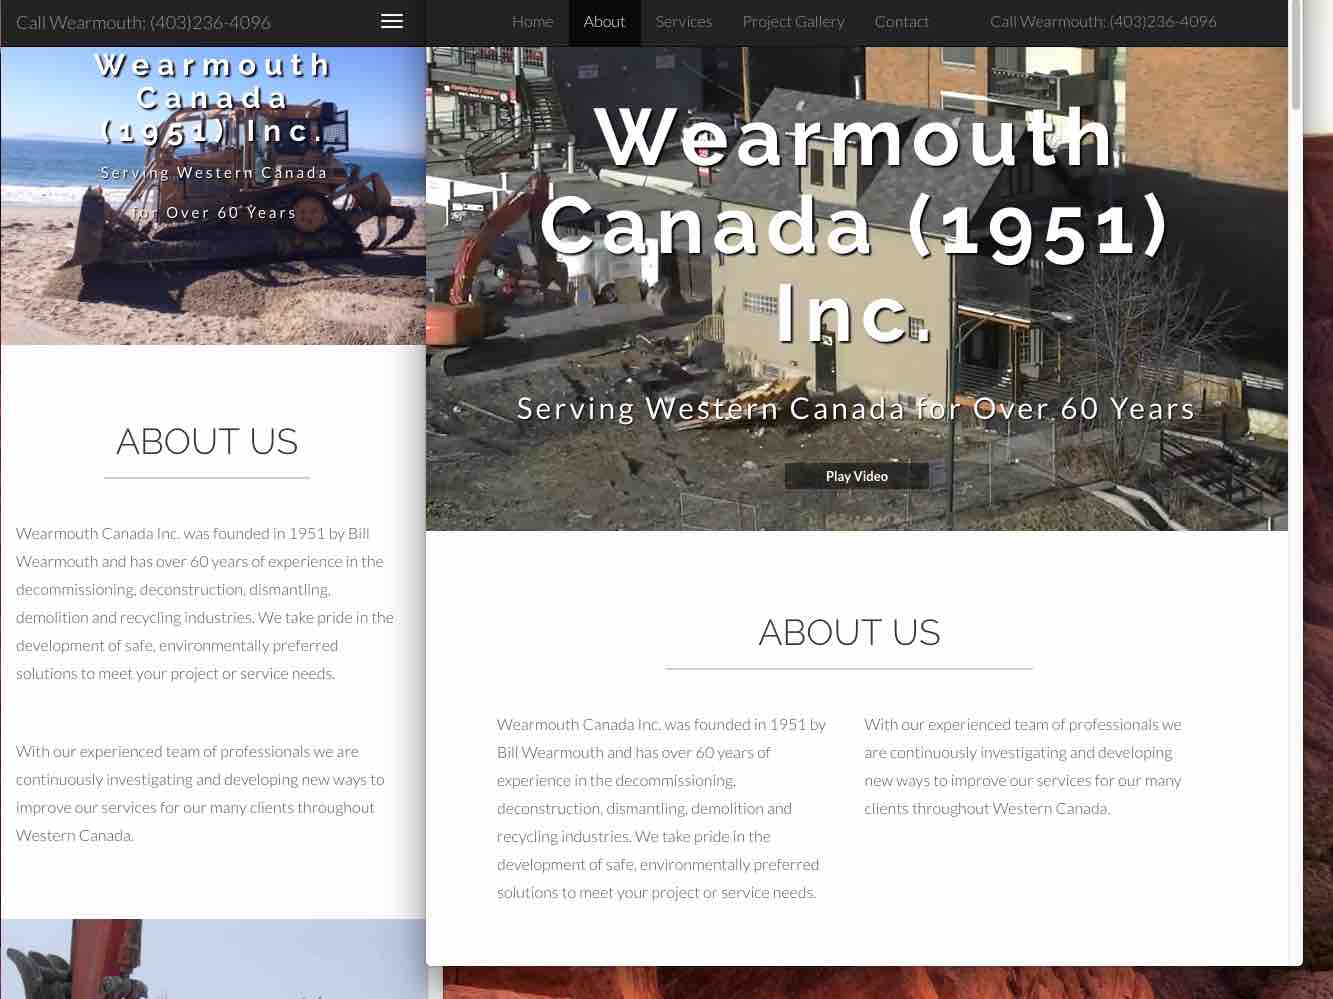 Call Wearmouth: (403)236-4096
Wearmouth
Canada
(1951) Inc.
Serving Western Canada
for Over 60 Years
ABOUT US
Wearmouth Canada Inc. was founded in 1951 by Bill
Wearmouth and has over 60 years of experience in the
decommissioning, deconstruction, dismantling,
demolition and recycling industries. We take pride in the
development of safe, environmentally preferred
solutions to meet your project or service needs.
With our experienced team of professionals we are
continuously investigating and developing new ways to
improve our services for our many clients throughout
Western Canada.
Home About Services Project Gallery Contact Call Wearmouth: (403)236-4096
Wearmouth
Canada (1951)
Inc.
Serving Western Canada for Over 60 Years
Play Video
ABOUT US
Wearmouth Canada Inc. was founded in 1951 by
Bill Wearmouth and has over 60 years of
experience in the decommissioning,
deconstruction, dismantling, demolition and
recycling industries. We take pride in the
development of safe, environmentally preferred
solutions to meet your project or service needs.
With our experienced team of professionals we
are continuously investigating and developing
new ways to improve our services for our many
clients throughout Western Canada.